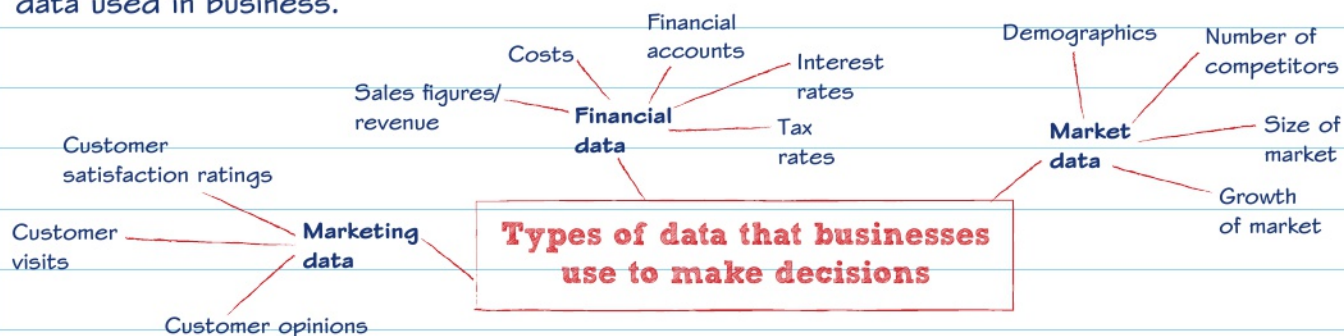 data used in business.
Financial
accounts
Costs
Interest
rates
Sales figures/
revenue
Financial
data
Tax
rates
Demographics
Number of
competitors
Market
data
Size of
market
Growth
of market
Customer
satisfaction ratings
Customer
visits
Marketing
data
Customer opinions
Types of data that businesses
use to make decisions